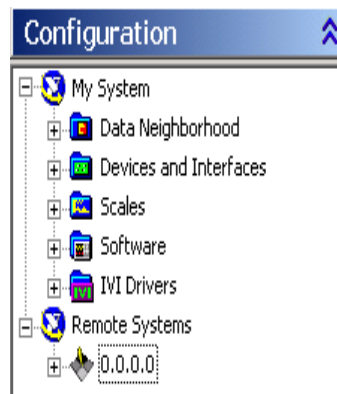 Configuration
My System
Data Neighborhood
Devices and Interfaces
Scales
Software
IVI Drivers
Remote Systems
0.0.0.0